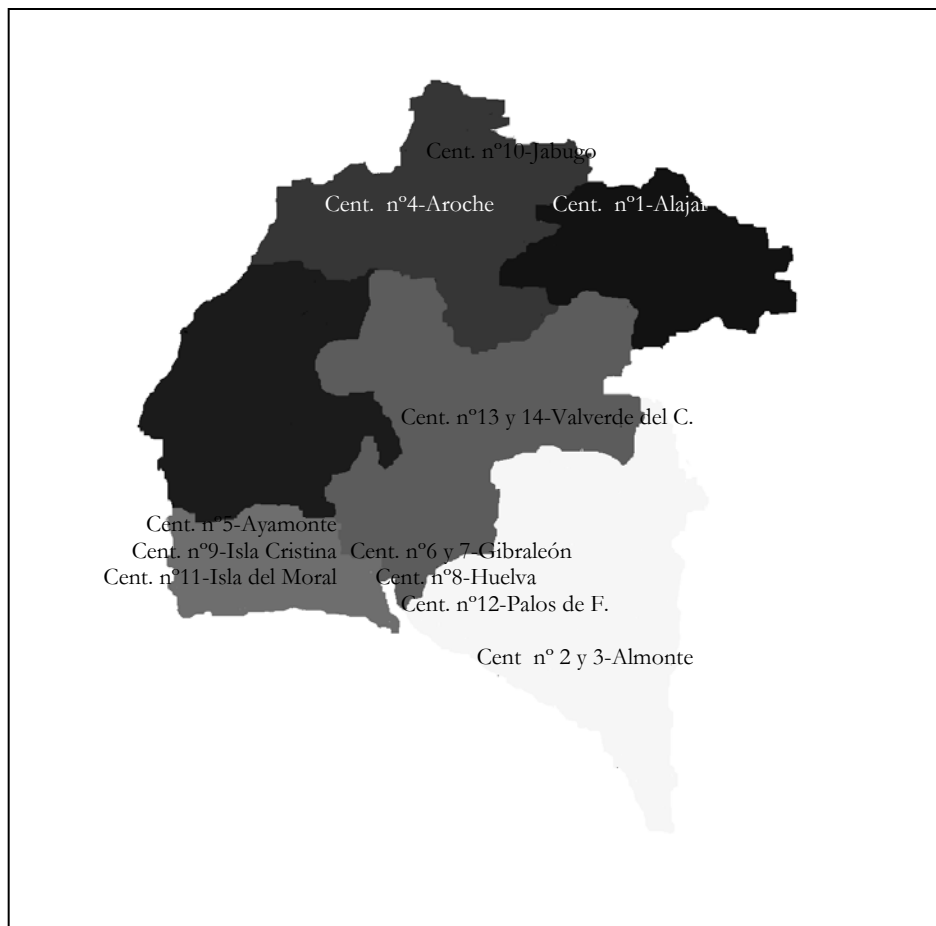 Cent. nº10-Jabugo
Cent. nº4-Aroche
Cent. nº1-Alajar
Cent. nº13 y 14-Valverde del C.
Cent. nº5-Ayamonte
Cent. nº9-Isla Cristina
Cent. nº6 y 7-Gibraleón
Cent. nº11-Isla del Moral
Cent. nº8-Huelva
Cent. nº12-Palos de F.
Cent nº 2 y 3-Almonte